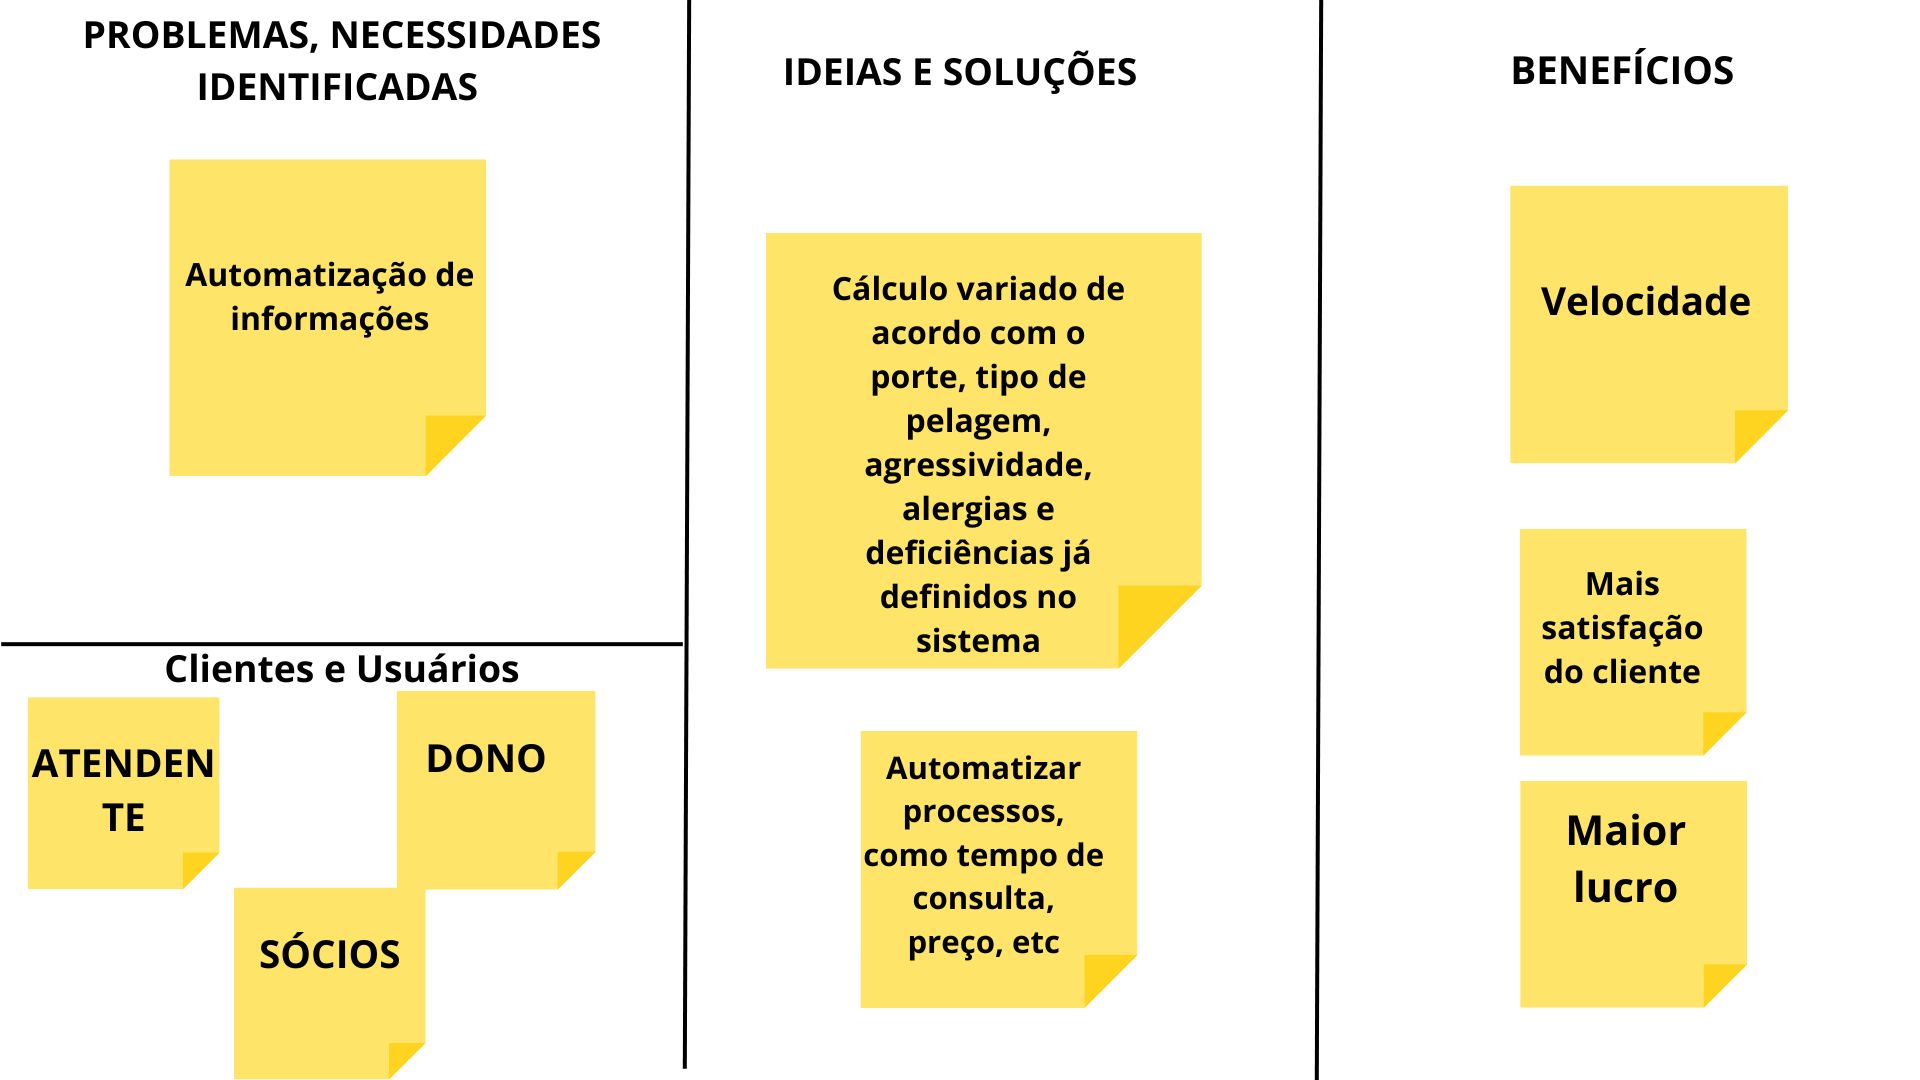 PROBLEMAS, NECESSIDADES
IDENTIFICADAS
Automatização de
informações
Clientes e Usuários
ATENDEN
TE
DONO
SÓCIOS
IDEIAS E SOLUÇÕES
Cálculo variado de
acordo com o
porte, tipo de
pelagem,
agressividade,
alergias e
deficiências já
definidos no
sistema
Automatizar
processos,
como tempo de
consulta,
preço, etc
BENEFÍCIOS
Velocidade
Mais
satisfação
do cliente
Maior
lucro